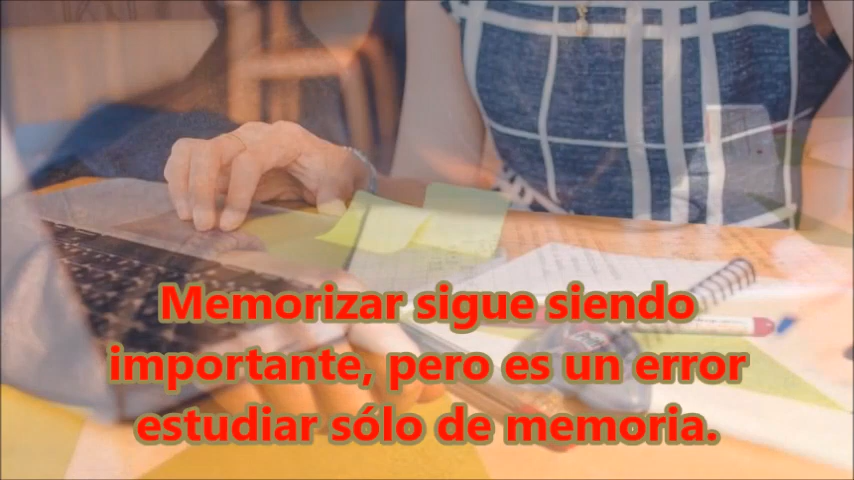 Memorizar sigue siendo
importante, pero es un error
estudiar sólo de memoria.